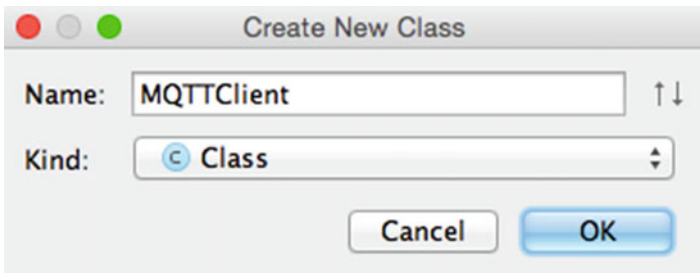 Create New Class
Name: MQTTClient ↑↓
Kind: C Class
Cancel OK